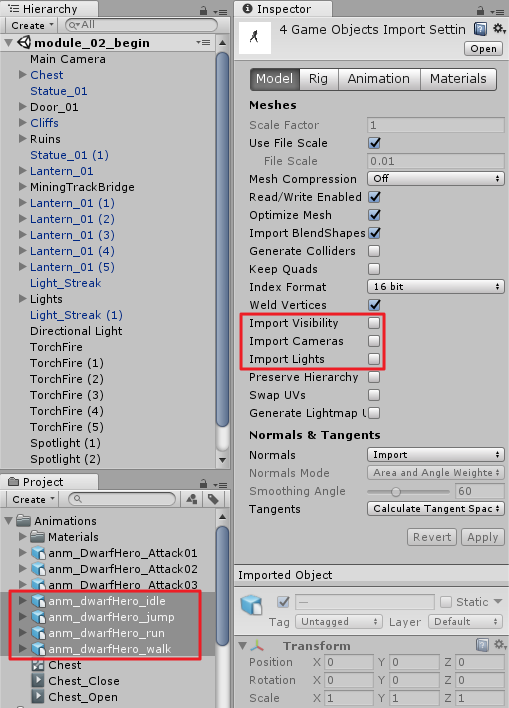 Hierarchy
Create
All
module_02_begin
Main Camera
Chest
Statue_01
Door_01
Cliffs
Ruins
Statue_01 (1)
Lantern_01
MiningTrackBridge
Lantern_01 (1)
Lantern_01 (2)
Lantern_01 (3)
Lantern_01 (4)
Lantern_01 (5)
Light_Streak
Lights
Light_Streak (1)
Directional Light
TorchFire
TorchFire (1)
TorchFire (2)
TorchFire (3)
TorchFire (4)
TorchFire (5)
Spotlight (1)
Spotlight (2)
Project
Create
Animations
Materials
anm_DwarfHero_Attack01
anm_DwarfHero_Attack02
anm_DwarfHero_Attack03
anm_dwarfHero_idle
anm_dwarfHero_jump
anm_dwarfHero_run
anm_dwarfHero_walk
Chest
Chest_Close
Chest_Open
Inspector
4 Game Objects Import Settin
Open
Model Rig Animation Materials
Meshes
Scale Factor 1
Use File Scale
File Scale 0.01
Mesh Compression Off
Read/Write Enabled
Optimize Mesh
Import BlendShapes
Generate Colliders
Keep Quads
Index Format 16 bit
Weld Vertices
Import Visibility
Import Cameras
Import Lights
Preserve Hierarchy
Swap UVs
Generate Lightmap U
Normals & Tangents
Normals Import
Normals Mode Area and Angle Weighte
Smoothing Angle 60
Tangents Calculate Tangent Spac
Revert Apply
Imported Object
— Static
Tag Untagged Layer Default
Transform
Position X 0 Y 0 Z 0
Rotation X 0 Y 0 Z 0
Scale X 1 Y 1 Z 1